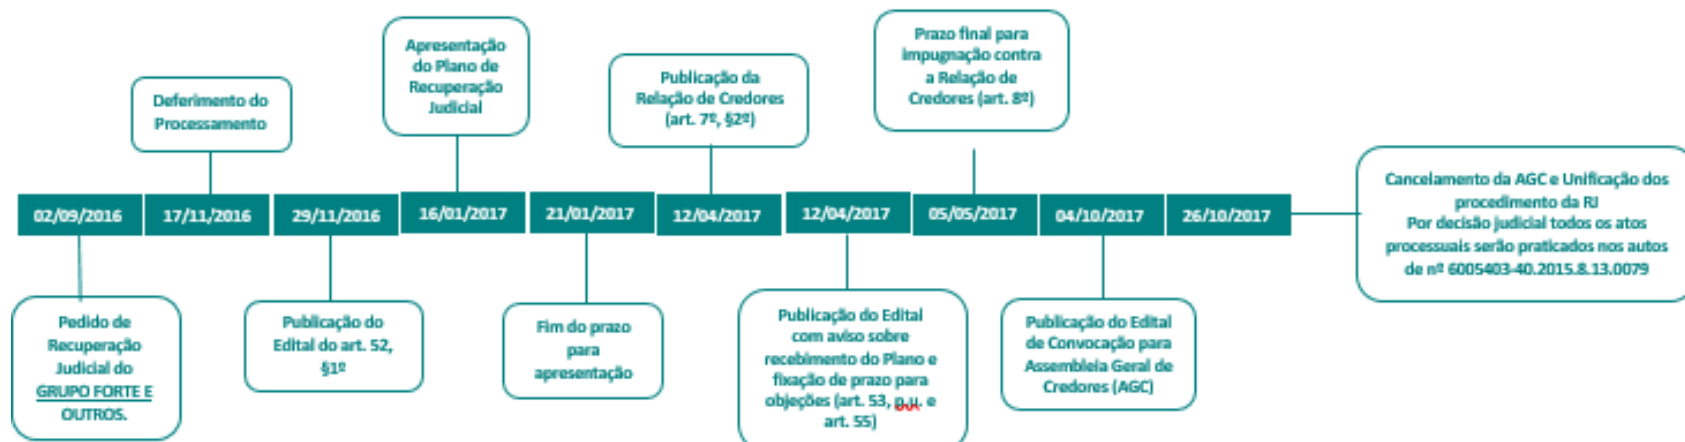 Apresentação
do Plano de
Recuperação
Judicial
Prazo final para
impugnação contra
a Relação de
Credores (art. 8º)
Deferimento do
Processamento
Publicação da
Relação de Credores
(art. 7º, §2º)
02/09/2016
17/11/2016
29/11/2016
16/01/2017
21/01/2017
12/04/2017
12/04/2017
05/05/2017
04/10/2017
26/10/2017
Cancelamento da AGC e Unificação dos
procedimento da RJ
Por decisão judicial todos os atos
processuais serão praticados nos autos
de nº 6005403-40.2015.8.13.0079
Pedido de
Recuperação
Judicial do
GRUPO FORTE E
OUTROS.
Publicação do
Edital do art. 52,
§1º
Fim do prazo
para
apresentação
Publicação do Edital
com aviso sobre
recebimento do Plano e
fixação de prazo para
objeções (art. 53, p.u. e
art. 55)
Publicação do Edital
de Convocação para
Assembleia Geral de
Credores (AGC)